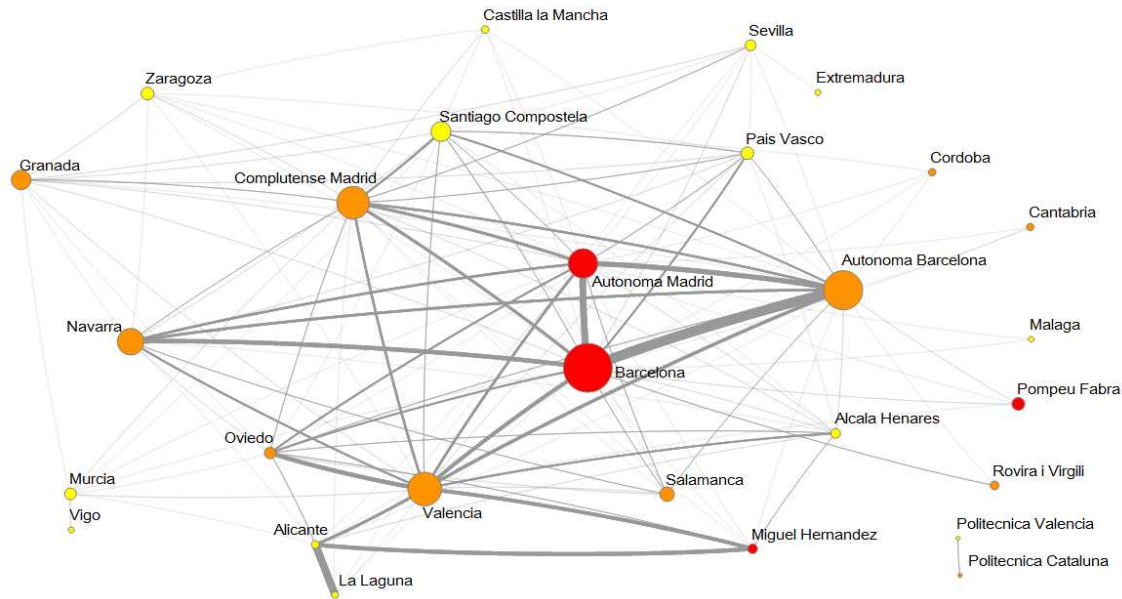 Castilla la Mancha
Sevilla
Zaragoza
Extremadura
Santiago Compostela
Pais Vasco
Granada
Cordoba
Complutense Madrid
Cantabria
Autonoma Barcelona
Autonoma Madrid
Navarra
Malaga
Barcelona
Pompeu Fabra
Alcala Henares
Oviedo
Murcia
Salamanca
Rovira i Virgili
Vigo
Valencia
Alicante
Miguel Hernandez
Politecnica Valencia
Politecnica Cataluna
La Laguna